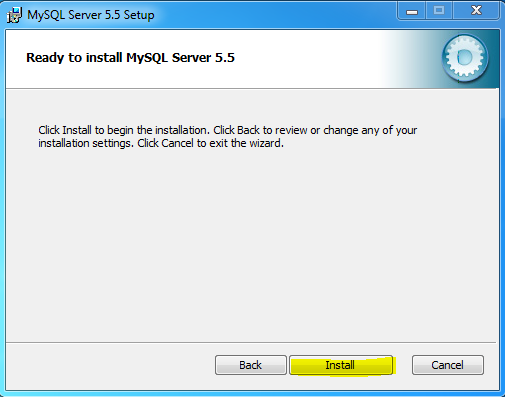 MySQL Server 5.5 Setup
Ready to install MySQL Server 5.5
Click Install to begin the installation. Click Back to review or change any of your
installation settings. Click Cancel to exit the wizard.
Back
Install
Cancel